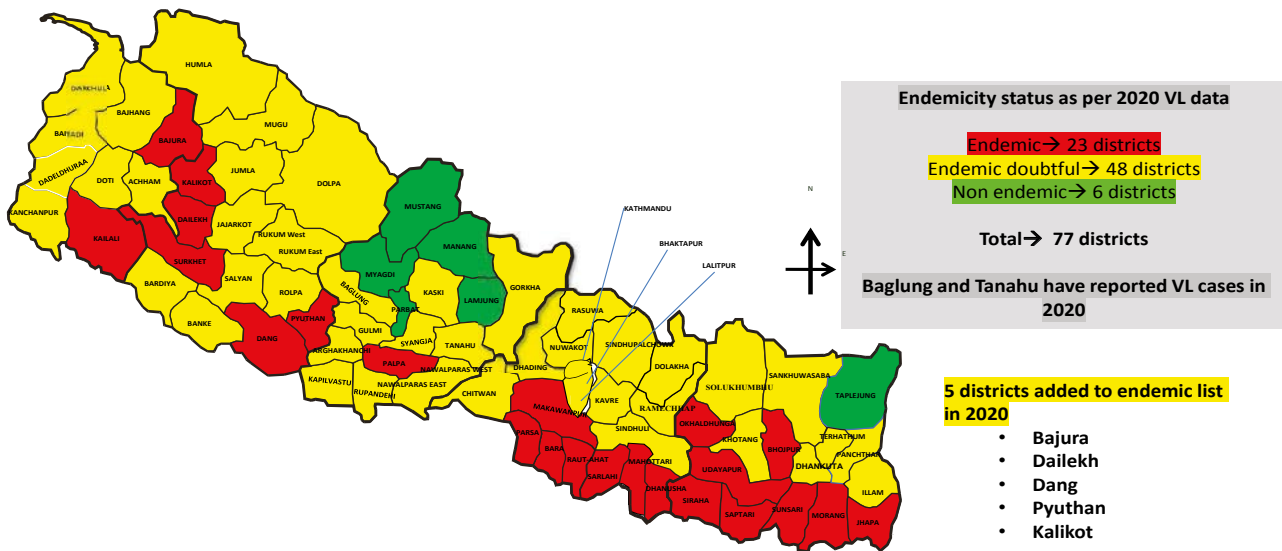 HUMLA
DARCHULA
BAJHANG
MUGU
BAITADI
BAJURA
DADELDHURAA
DOTI
ACHHAM
KALIKOT
JUMLA
DOLPA
KANCHANPUR
DAILEKH
JAJARKOT
RUKUM West
RUKUM East
KAILALI
SURKHET
SALYAN
ROLPA
BARDIYA
BANKE
DANG
PYUTHAN
MUSTANG
MANANG
MYAGDI
BAGLUNG
PARBAT
KASKI
LAMJUNG
GORKHA
GULMI
SYANGJA
TANAHU
ARGHAKHANCHI
PALPA
NAWALPARAS WEST
KAPILVASTU
RUPANDEHI
NAWALPARAS EAST
CHITWAN
DHADING
RASUWA
NUWAKOT
SINDHUPALCHOWK
DOLAKHA
KATHMANDU
BHAKTAPUR
LALITPUR
KAVRE
RAMECHHAP
SINDHULI
MAKAWANPUR
PARSA
BARA
RAUTAHAT
SARLAHI
MAHOTTARI
DHANUSHA
SOLUKHUMBHU
OKHALDHUNGA
KHOTANG
UDAYAPUR
SIRAHA
SAPTARI
SANKHUWASABA
BHOJPUR
TAPLEJUNG
TERHATHUM
PANCHTHAR
DHANKUTA
ILLAM
SUNSARI
MORANG
JHAPA
N
E
Endemicity status as per 2020 VL data
Endemic→ 23 districts
Endemic doubtful→ 48 districts
Non endemic→ 6 districts
Total→ 77 districts
Baglung and Tanahu have reported VL cases in
2020
5 districts added to endemic list
in 2020
• Bajura
• Dailekh
• Dang
• Pyuthan
• Kalikot